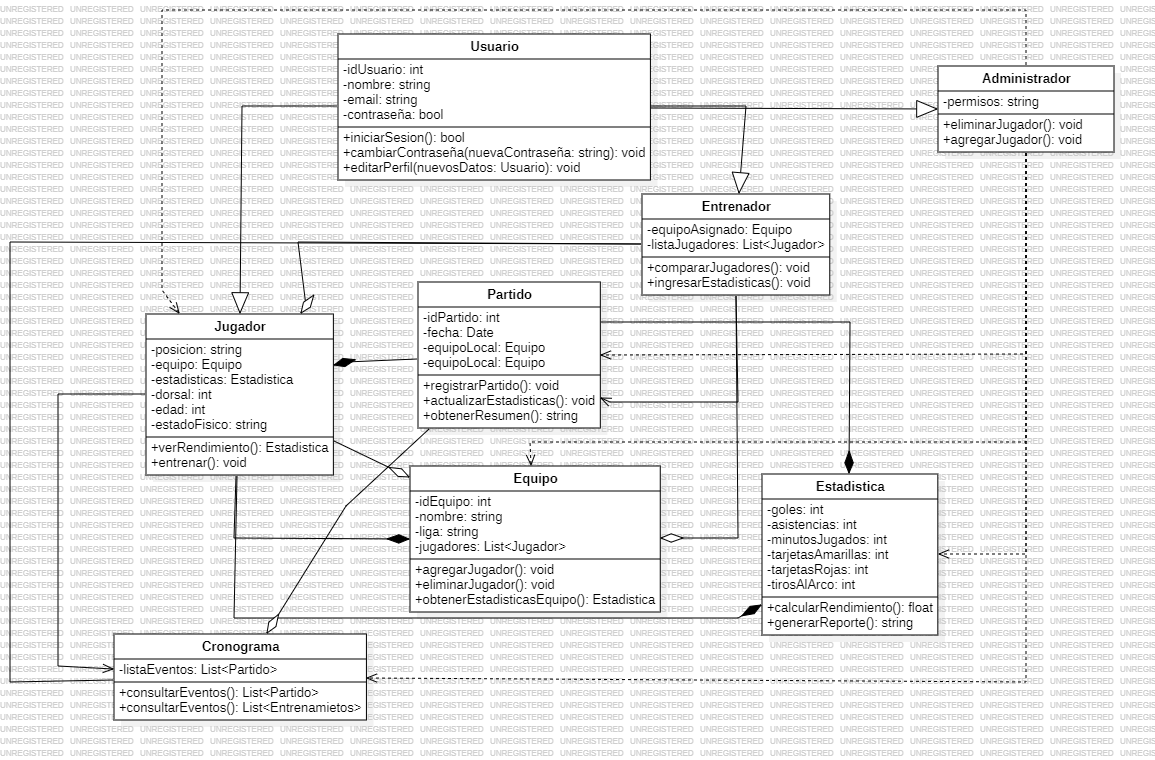 Usuario
-idUsuario: int
-nombre: string
-email: string
-contraseña: bool
+iniciarSesion(): bool
+cambiarContraseña(nuevaContraseña: string): void
+editarPerfil(nuevosDatos: Usuario): void
Administrador
-permisos: string
+eliminarJugador(): void
+agregarJugador(): void
Entrenador
-equipoAsignado: Equipo
-listaJugadores: List<Jugador>
+compararJugadores(): void
+ingresarEstadisticas(): void
Partido
-idPartido: int
-fecha: Date
-equipoLocal: Equipo
-equipoLocal: Equipo
+registrarPartido(): void
+actualizarEstadisticas(): void
+obtenerResumen(): string
Jugador
-posicion: string
-equipo: Equipo
-estadisticas: Estadistica
-dorsal: int
-edad: int
-estadoFisico: string
+verRendimiento(): Estadistica
+entrenar(): void
Equipo
-idEquipo: int
-nombre: string
-liga: string
-jugadores: List<Jugador>
+agregarJugador(): void
+eliminarJugador(): void
+obtenerEstadisticasEquipo(): Estadistica
Estadistica
-goles: int
-asistencias: int
-minutosJugados: int
-tarjetasAmarillas: int
-tarjetasRojas: int
-tirosAlArco: int
+calcularRendimiento(): float
+generarReporte(): string
Cronograma
-listaEventos: List<Partido>
+consultarEventos(): List<Partido>
+consultarEventos(): List<Entrenamietos>
UNREGISTERED